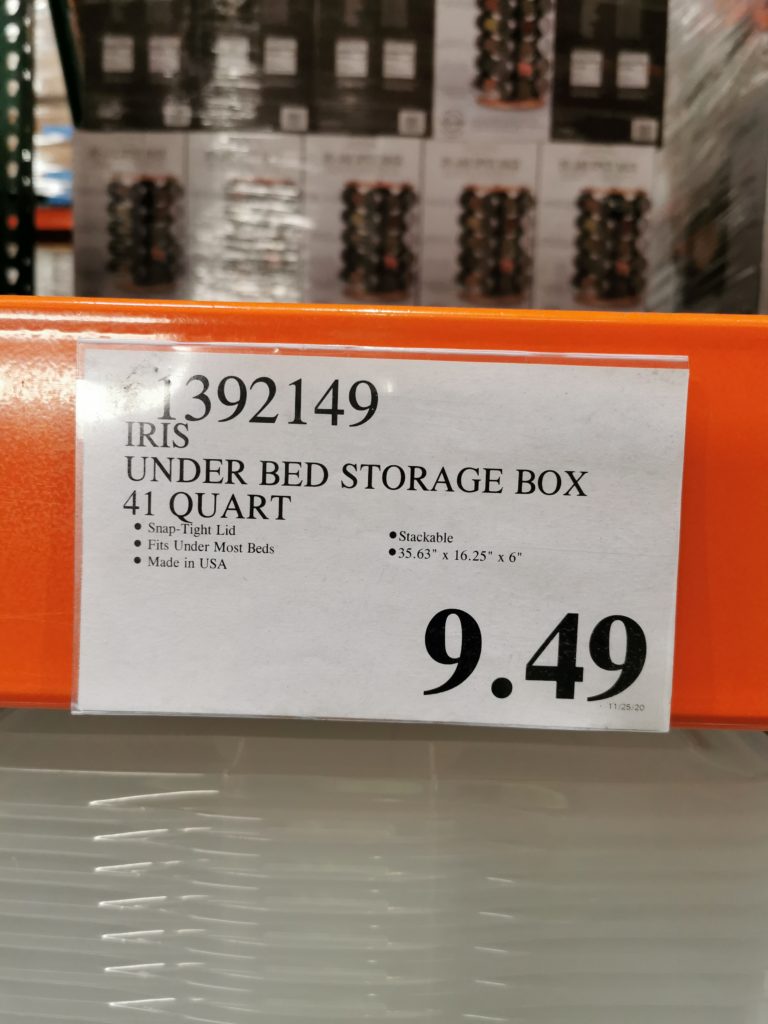 1392149
IRIS
UNDER BED STORAGE BOX
41 QUART
● Snap-Tight Lid
● Fits Under Most Beds
● Made in USA
●Stackable
●35.63" x 16.25" x 6"
9.49
11/25/20